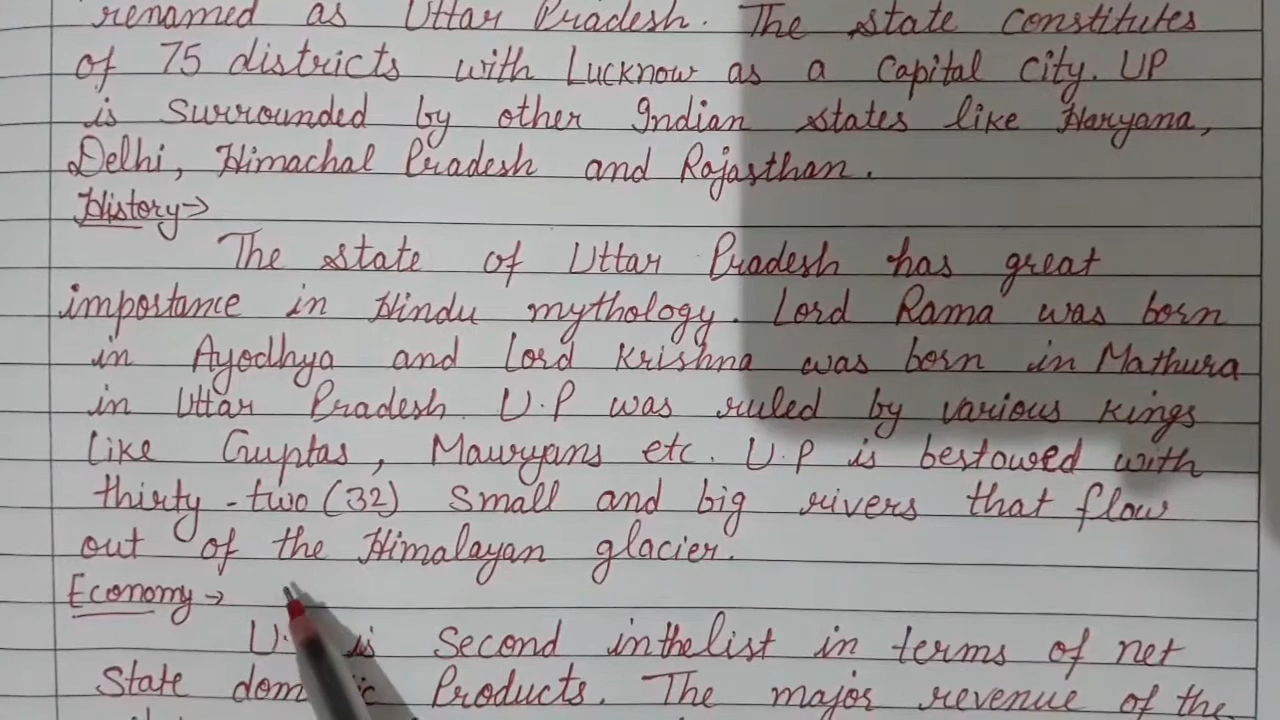 renamed as Uttar Pradesh. The state constitutes
of 75 districts with Lucknow as a capital city. UP
is surrounded by other Indian states like Haryana,
Delhi, Himachal Pradesh and Rajasthan.
History→
The state of Uttar Pradesh has great
importance in Hindu mythology. Lord Rama was born
in Ayodhya and Lord Krishna was born in Mathura
in Uttar Pradesh. U.P was ruled by various kings
like Guptas, Mauryans etc. U.P is bestowed with
thirty-two (32) small and big rivers that flow
out of the Himalayan glacier.
Economy→
is second in the list in terms of net
State Products. The major revenue of the